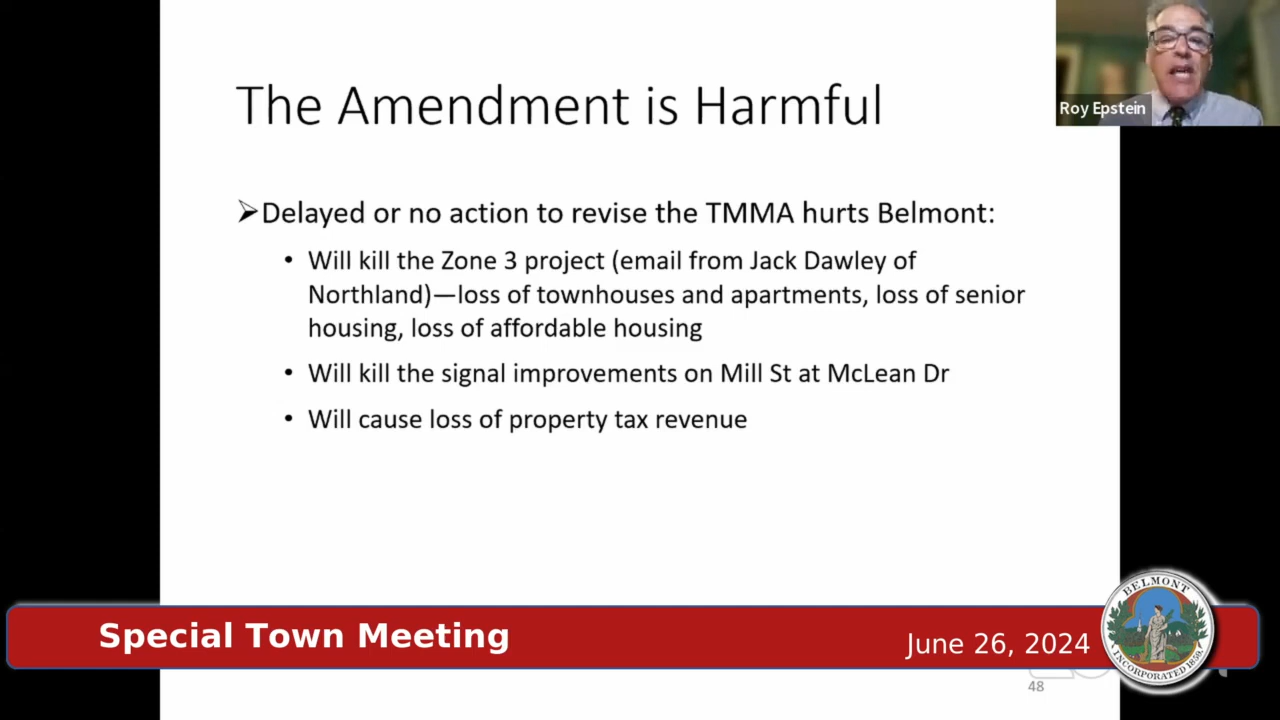 The Amendment is Harmful
Roy Epstein
➢Delayed or no action to revise the TMMA hurts Belmont:
• Will kill the Zone 3 project (email from Jack Dawley of
Northland)—loss of townhouses and apartments, loss of senior
housing, loss of affordable housing
• Will kill the signal improvements on Mill St at McLean Dr
• Will cause loss of property tax revenue
Special Town Meeting
June 26, 2024
BELMONT
INCORPORATED 1859
48